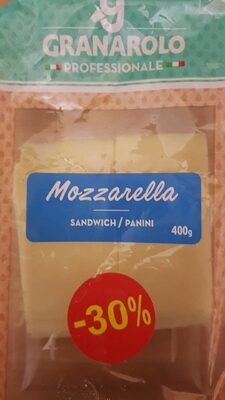 g
GRANAROLO
PROFESSIONALE
Mozzarella
SANDWICH / PANINI
400g
-30%